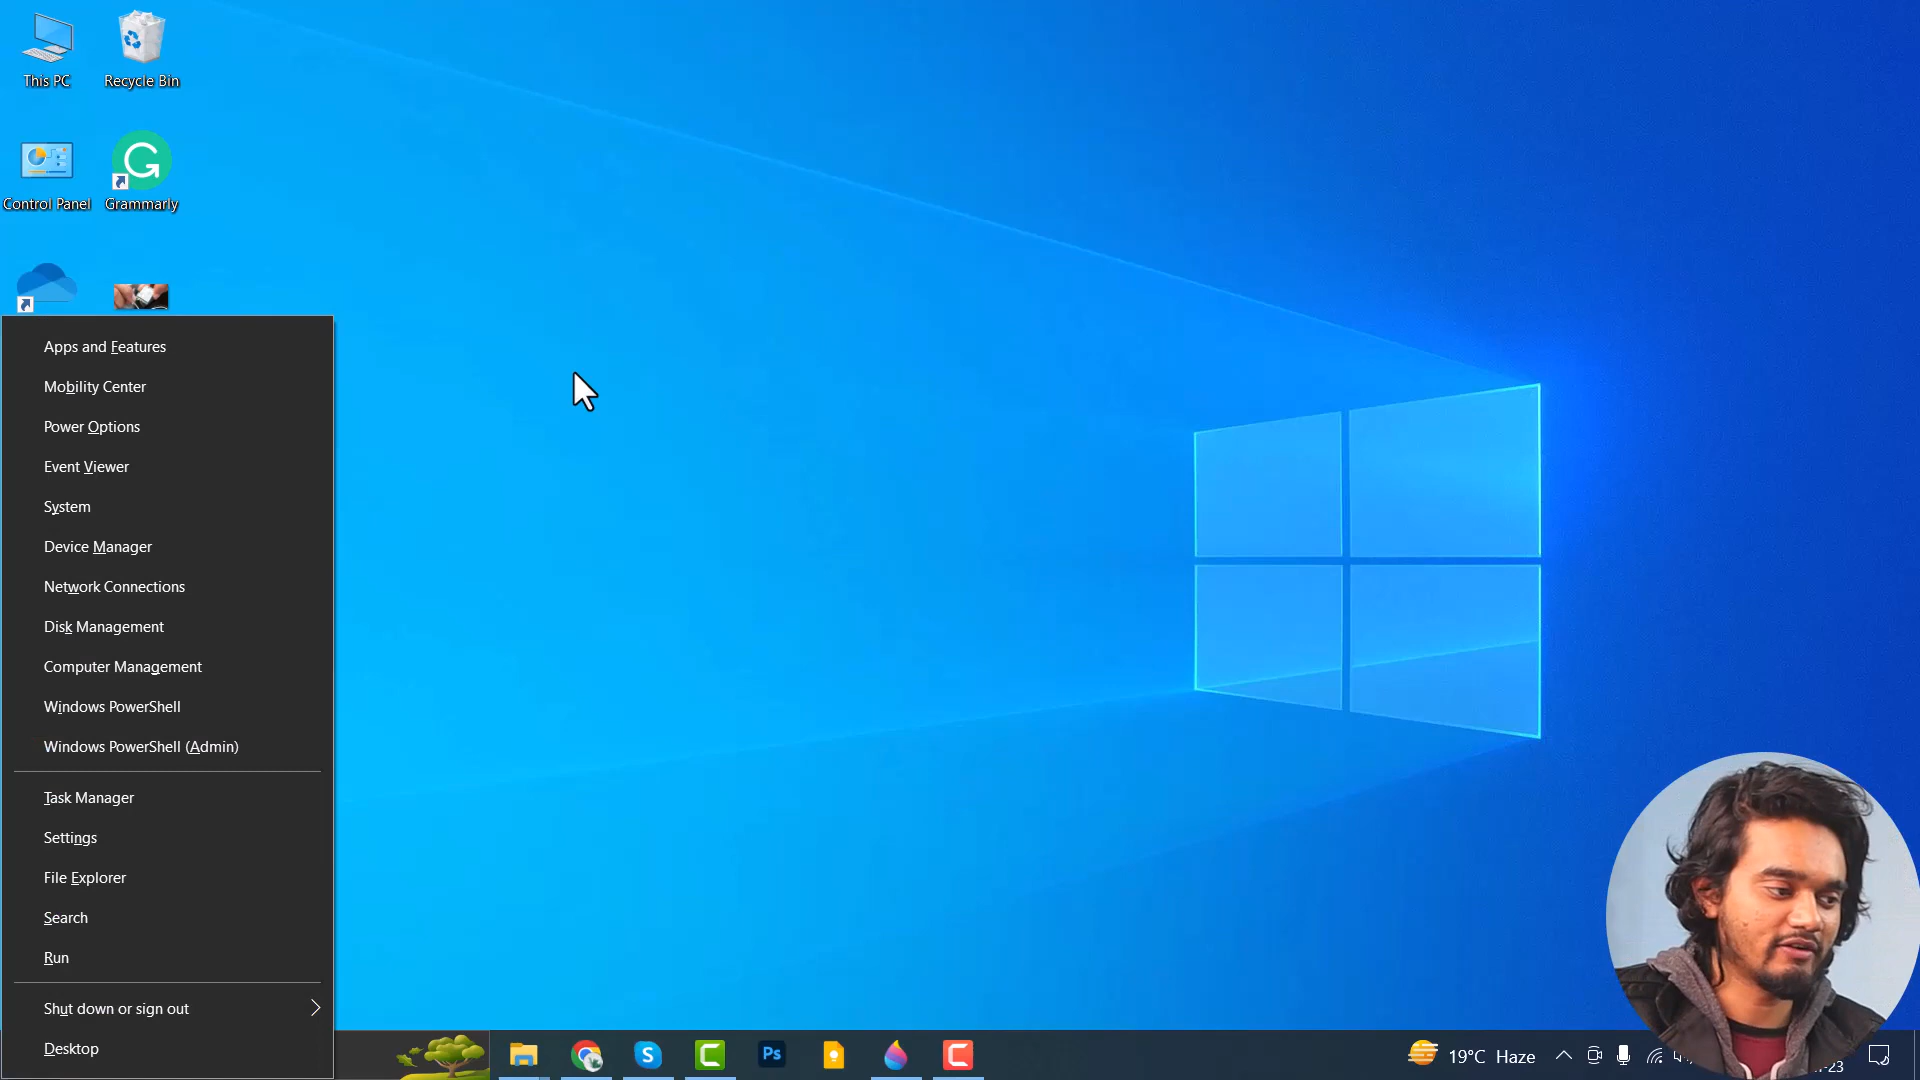 This PC
Recycle Bin
Control Panel
Grammarly
Apps and Features
Mobility Center
Power Options
Event Viewer
System
Device Manager
Network Connections
Disk Management
Computer Management
Windows PowerShell
Windows PowerShell (Admin)
Task Manager
Settings
File Explorer
Search
Run
Shut down or sign out
Desktop
Ps
19°C Haze